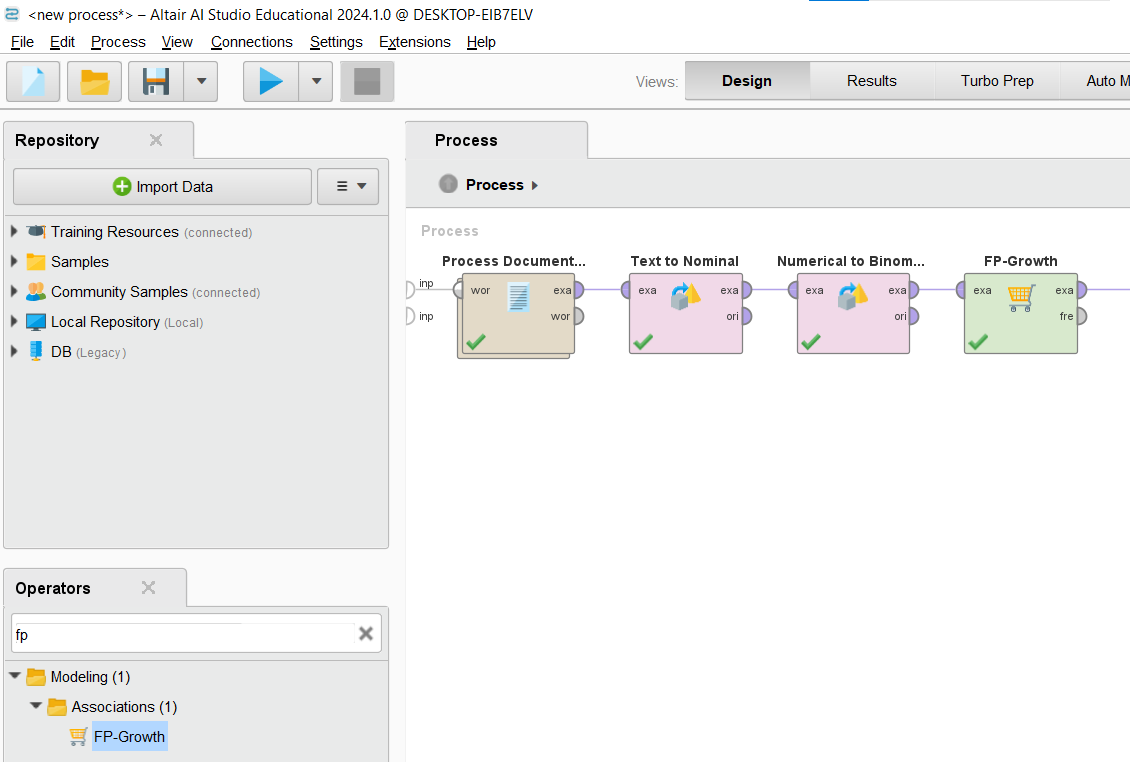 <new process*> – Altair AI Studio Educational 2024.1.0 @ DESKTOP-EIB7ELV
File Edit Process View Connections Settings Extensions Help
Views: Design Results Turbo Prep Auto M
Repository
Import Data
Training Resources (connected)
Samples
Community Samples (connected)
Local Repository (Local)
DB (Legacy)
Process
Process
Process
Process Document... Text to Nominal Numerical to Binom... FP-Growth
inp wor exa exa exa exa exa exa exa
inp wor ori ori fre
Operators
fp
Modeling (1)
Associations (1)
FP-Growth